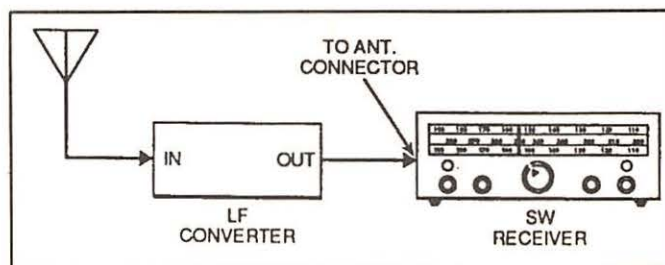 TO ANT.
CONNECTOR
IN
OUT
LF
CONVERTER
SW
RECEIVER